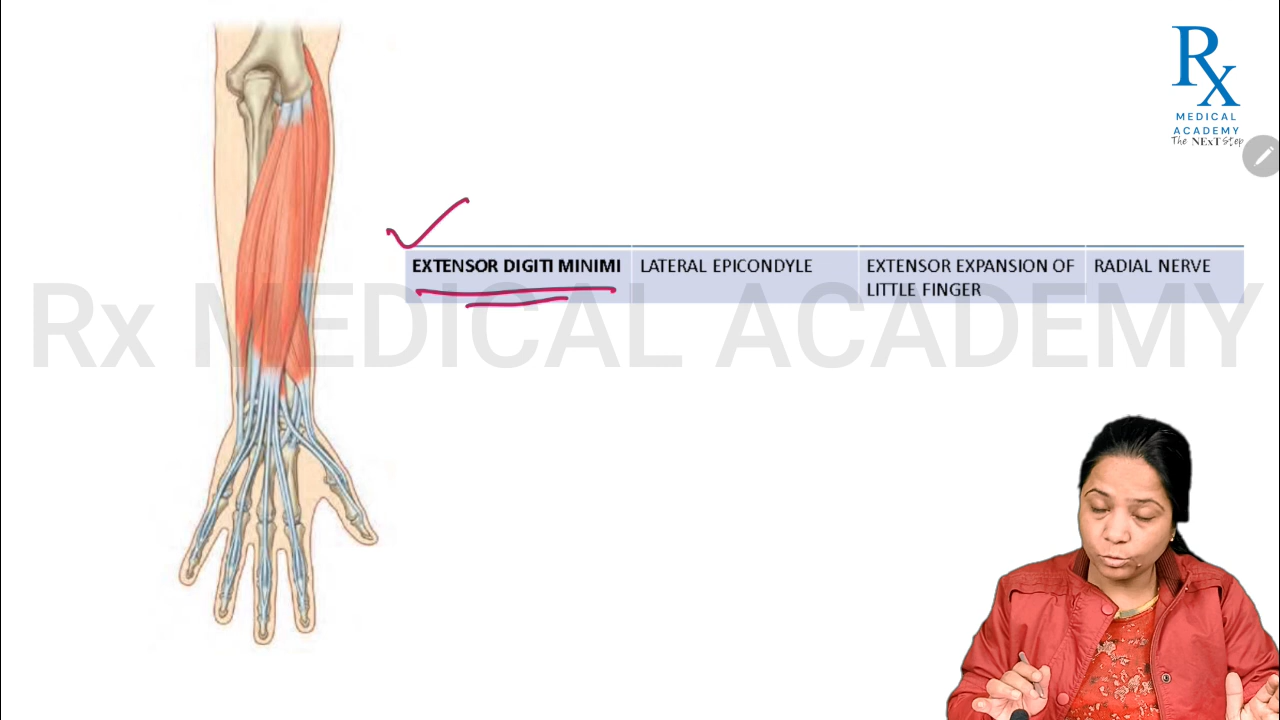 Rx
MEDICAL
ACADEMY
The NExT Step
EXTENSOR DIGITI MINIMI LATERAL EPICONDYLE EXTENSOR EXPANSION OF RADIAL NERVE
LITTLE FINGER
Rx MEDICAL ACADEMY